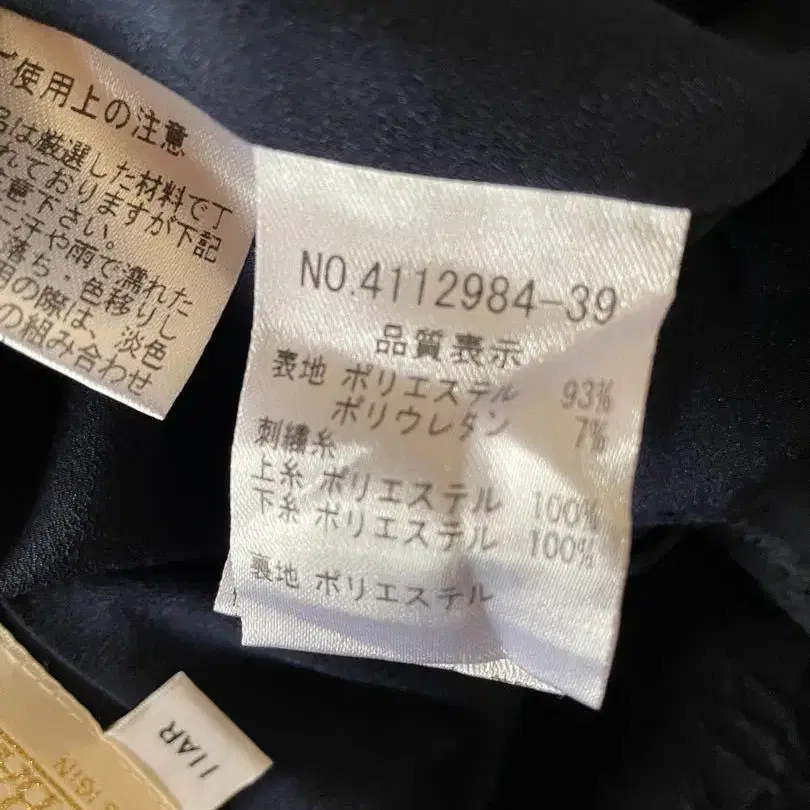 ご使用上の注意
品は厳選した材料で丁
れておりますが下記
注意下さい。
に汗や雨で濡れた
落ち・色移りし
用の際は、淡色
の組み合わせ
NO.4112984-39
品質表示
表地 ポリエステル 93%
ポリウレタン 7%
刺繍糸
上糸 ポリエステル 100%
下糸 ポリエステル 100%
裏地 ポリエステル
11AR